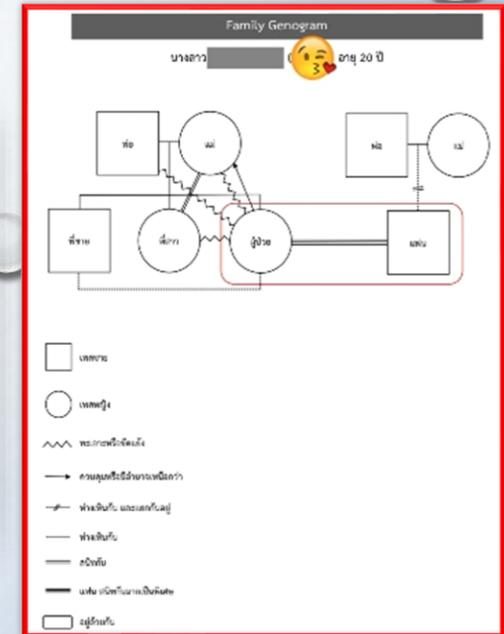 Family Genogram
นางสาว ( อายุ 20 ปี
พ่อ แม่ พ่อ แม่
พี่ชาย พี่สาว ผู้ป่วย แฟน
เพศชาย
เพศหญิง
ทะเลาะหรือขัดแย้ง
ควบคุมหรือมีอำนาจเหนือกว่า
ห่างเหินกัน และแยกกันอยู่
ห่างเหินกัน
สนิทกัน
แฟน สนิทกันมากเป็นพิเศษ
อยู่ด้วยกัน